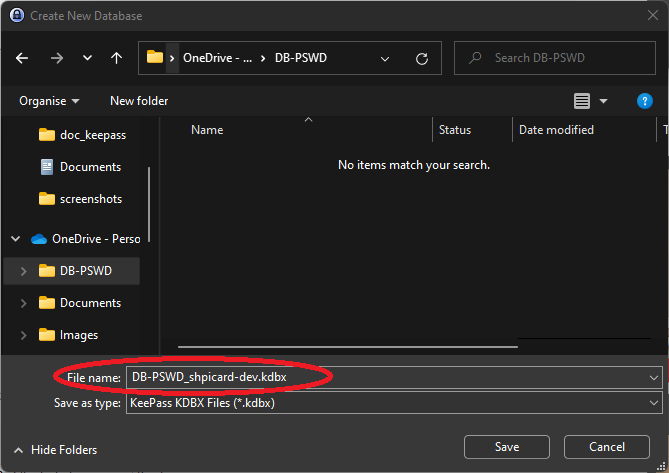 Create New Database
OneDrive - ... DB-PSWD
Search DB-PSWD
Organise New folder
?
doc_keepass
Documents
screenshots
OneDrive - Perso
DB-PSWD
Documents
Images
Name Status Date modified T
No items match your search.
File name: DB-PSWD_shpicard-dev.kdbx
Save as type: KeePass KDBX Files (*.kdbx)
Hide Folders Save Cancel